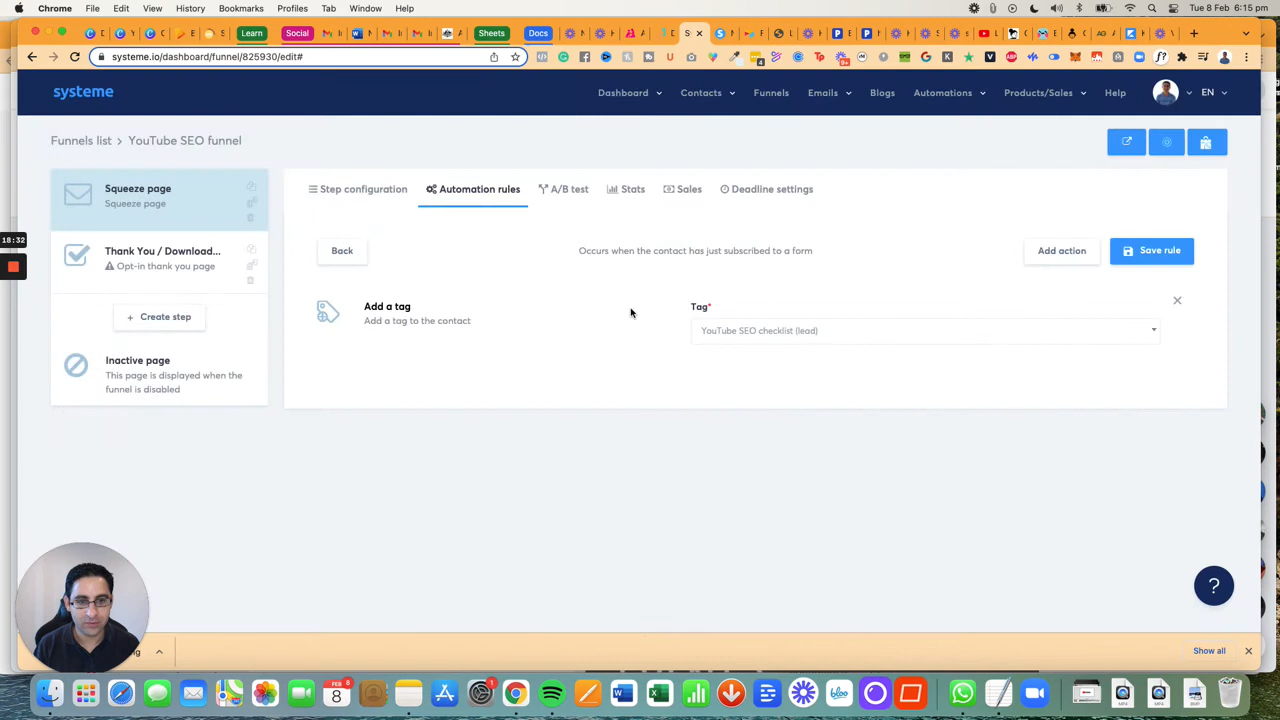 Chrome File Edit View History Bookmarks Profiles Tab Window Help
Tue 8 Feb 6:15 pm
Learn Social Sheets Docs
systeme.io/dashboard/funnel/825930/edit#
systeme
Dashboard Contacts Funnels Emails Blogs Automations Products/Sales Help EN
Funnels list > YouTube SEO funnel
Squeeze page
Squeeze page
Thank You / Download...
Opt-in thank you page
+ Create step
Inactive page
This page is displayed when the
funnel is disabled
Step configuration Automation rules A/B test Stats Sales Deadline settings
Back
Occurs when the contact has just subscribed to a form
Add action
Save rule
Add a tag
Add a tag to the contact
Tag*
YouTube SEO checklist (lead)
18:32
?
Show all
FEB
8